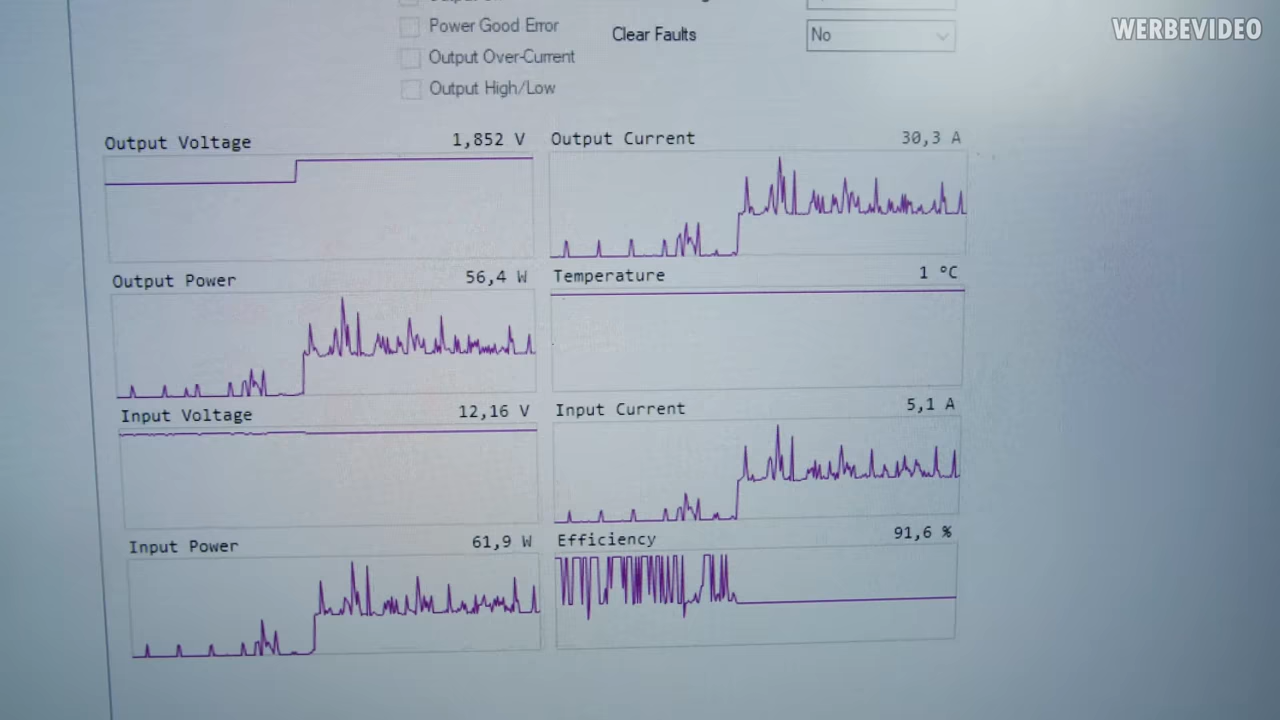 WERBEVIDEO
Power Good Error
Clear Faults
No
Output Over-Current
Output High/Low
Output Voltage 1,852 V
Output Current 30,3 A
Output Power 56,4 W
Temperature 1 °C
Input Voltage 12,16 V
Input Current 5,1 A
Input Power 61,9 W
Efficiency 91,6 %